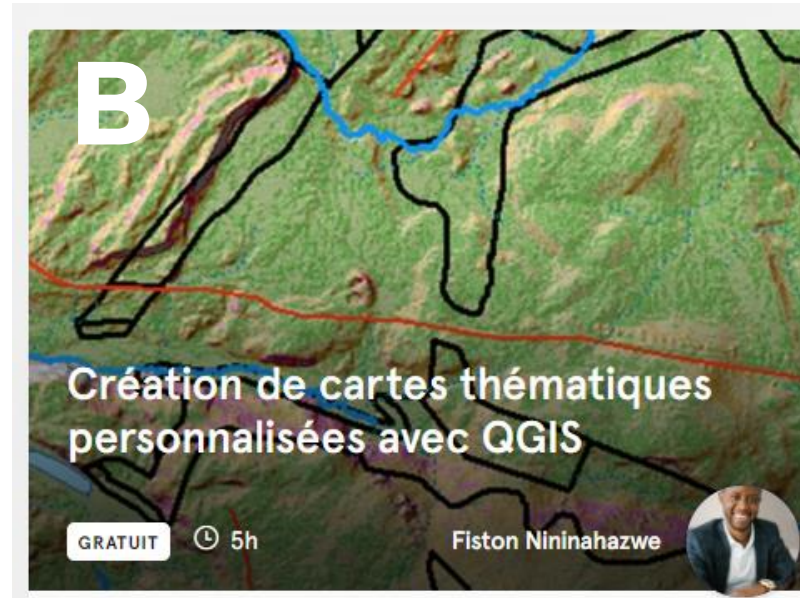 B
Création de cartes thématiques
personnalisées avec QGIS
GRATUIT 5h Fiston Nininahazwe